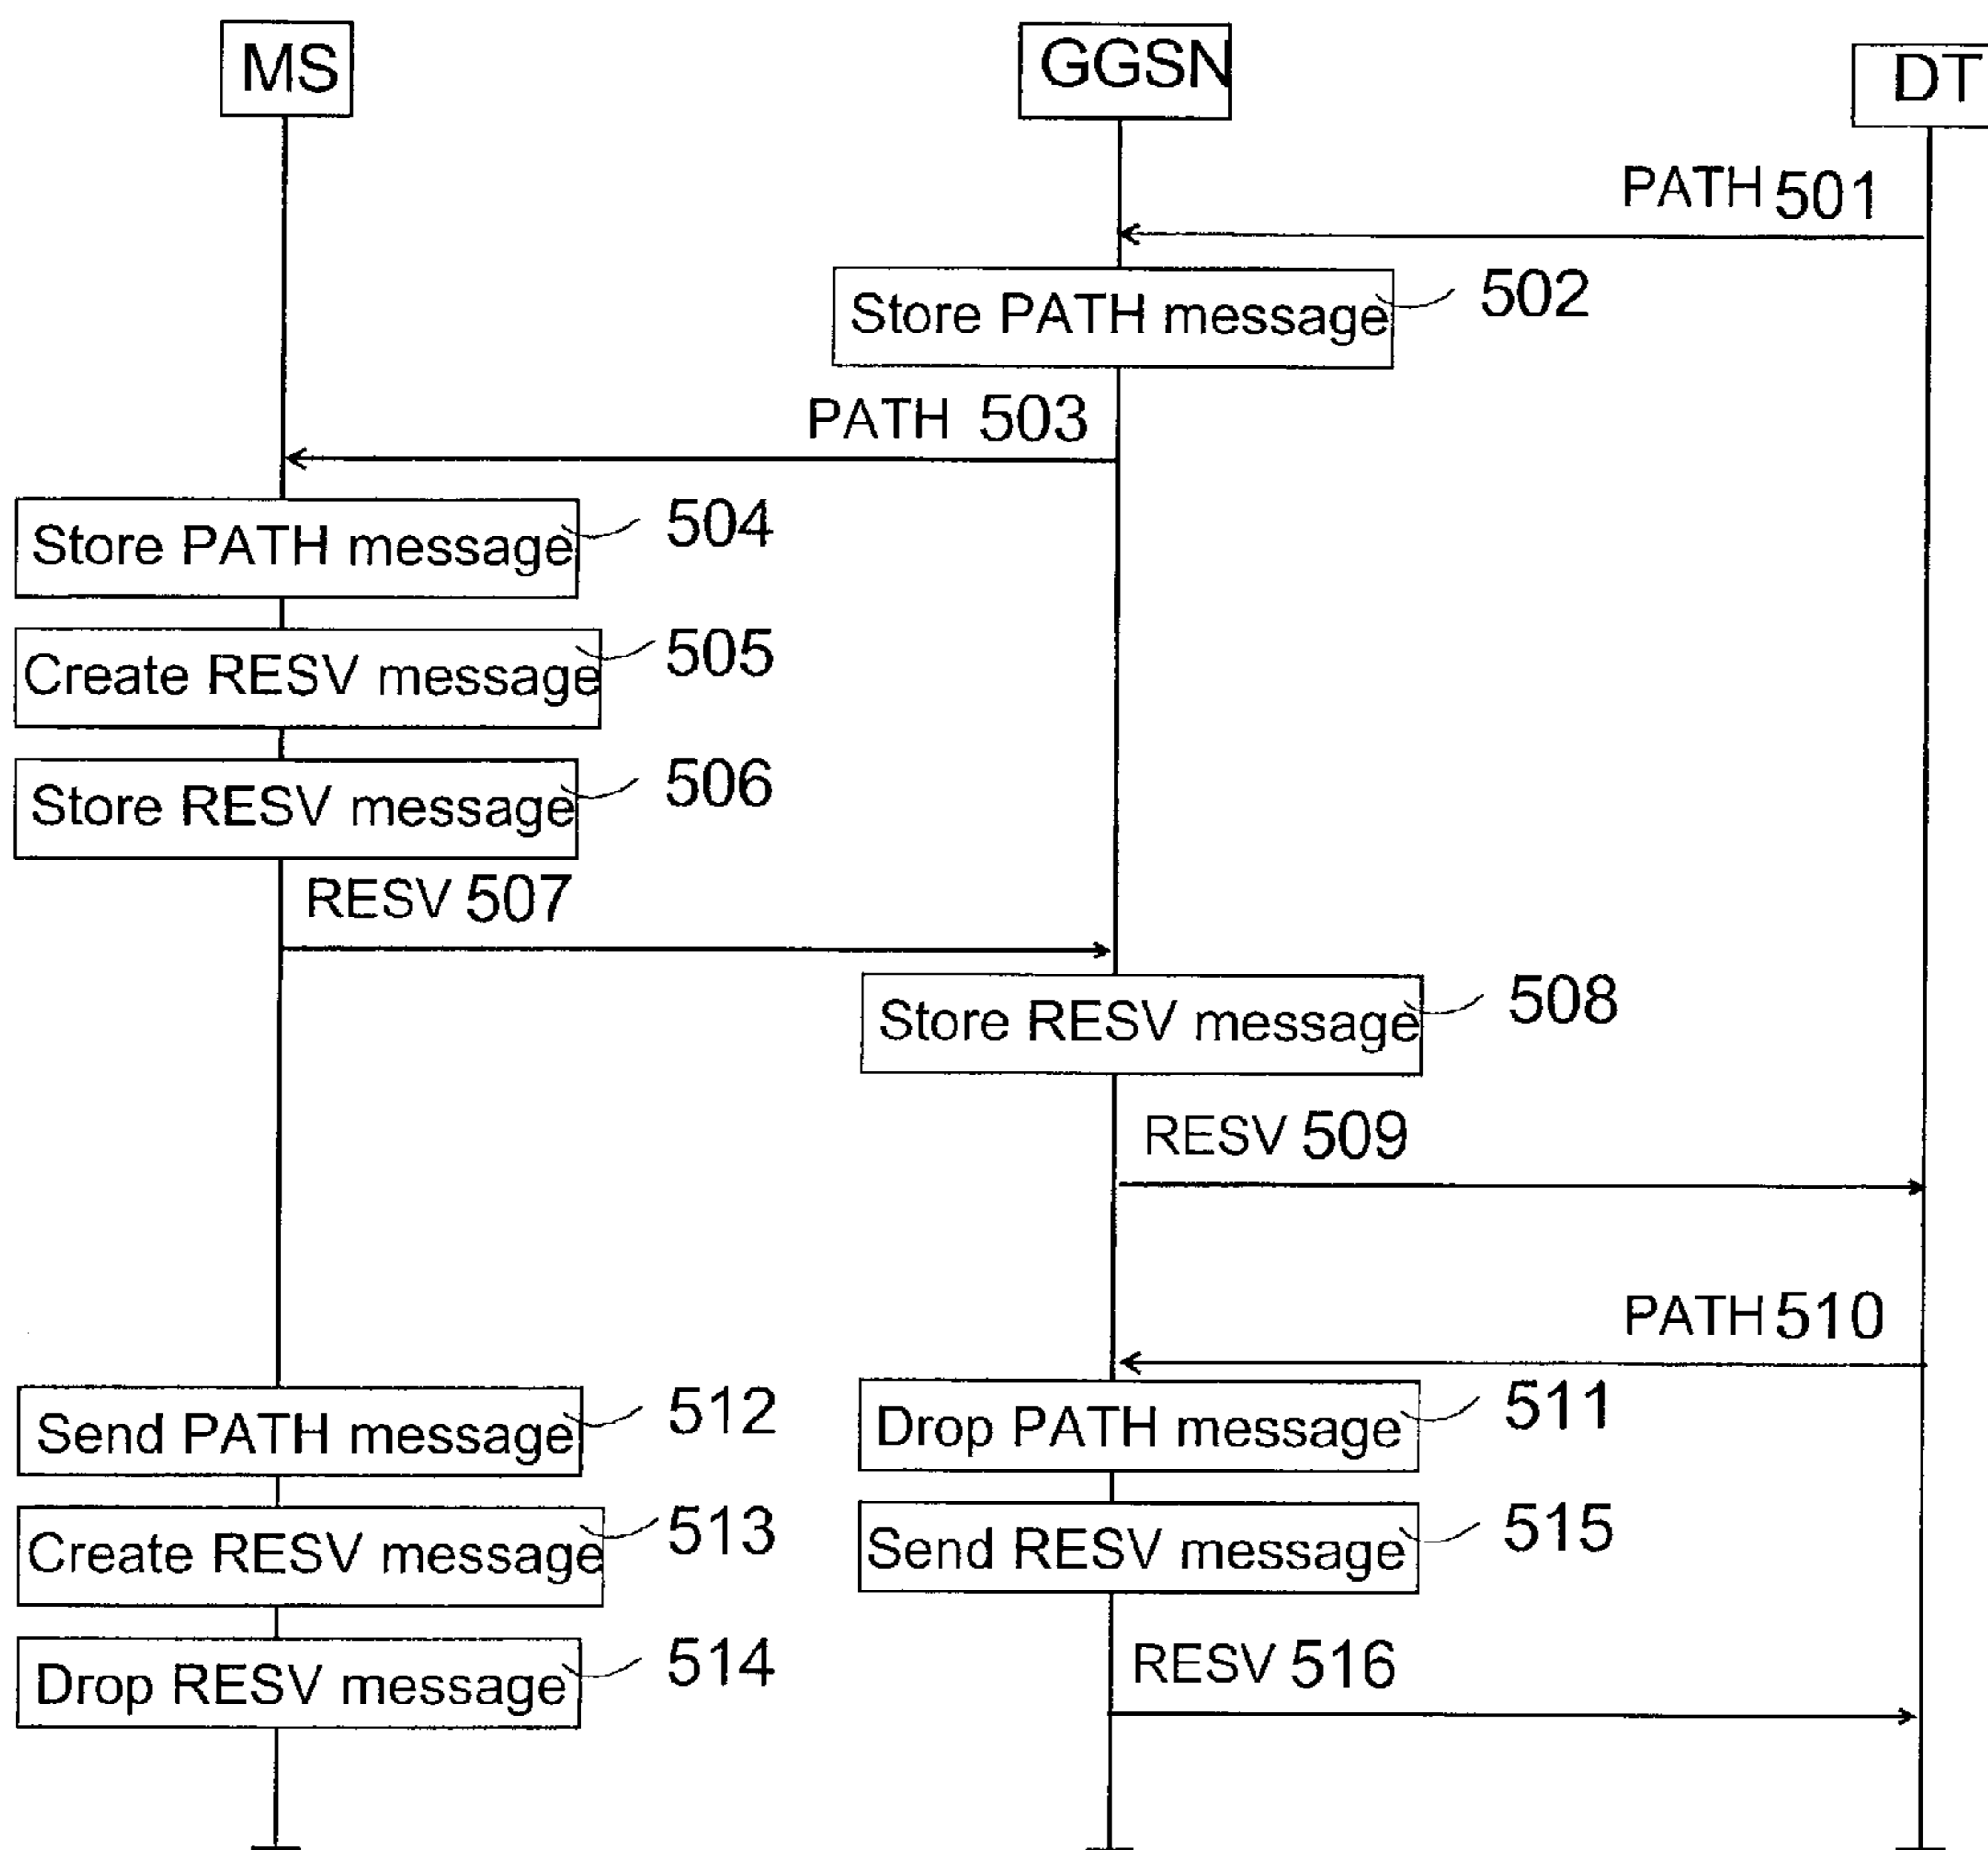 MS
GGSN
DT
PATH 501
Store PATH message
502
PATH 503
Store PATH message
504
Create RESV message
505
Store RESV message
506
RESV 507
Store RESV message
508
RESV 509
PATH 510
Send PATH message
512
Drop PATH message
511
Create RESV message
513
Send RESV message
515
Drop RESV message
514
RESV 516